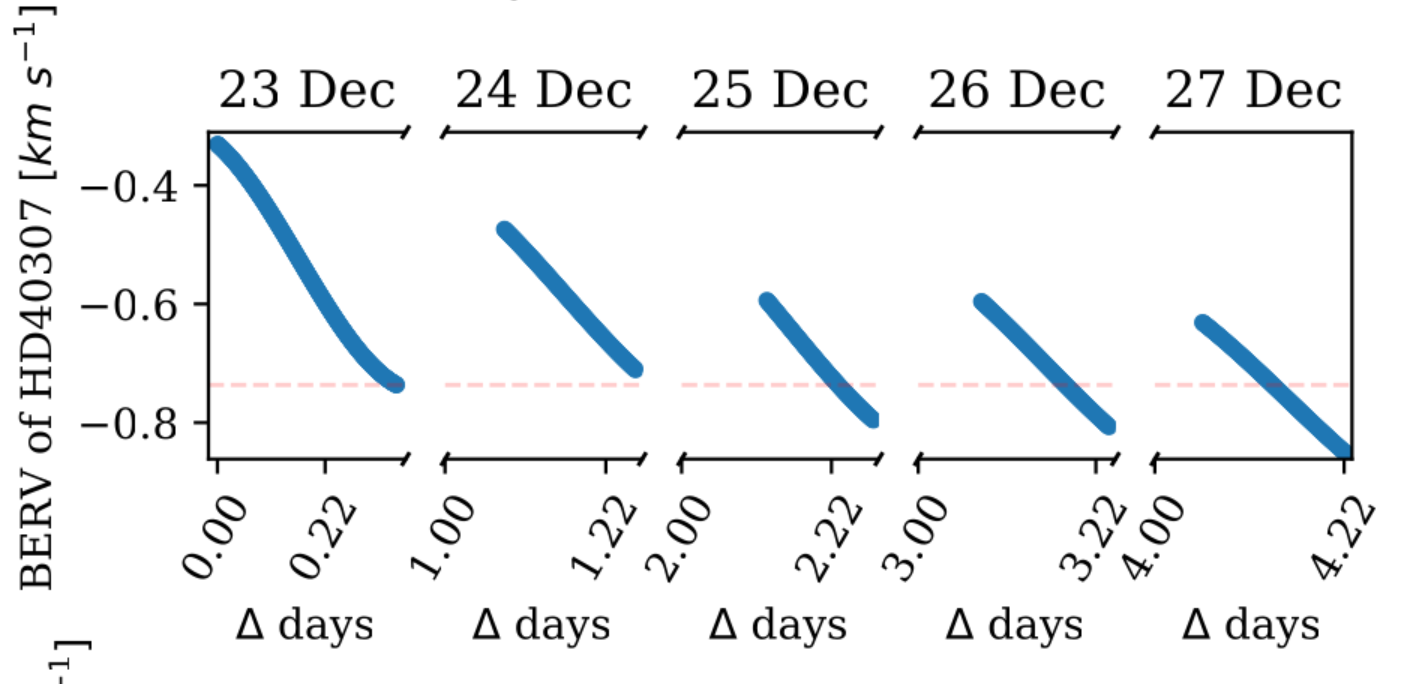 23 Dec 24 Dec 25 Dec 26 Dec 27 Dec
BERV of HD40307 [km s⁻¹]
−0.4
−0.6
−0.8
0.00 0.22 1.00 1.22 2.00 2.22 3.00 3.22 4.00 4.22
Δ days Δ days Δ days Δ days Δ days
⁻¹]